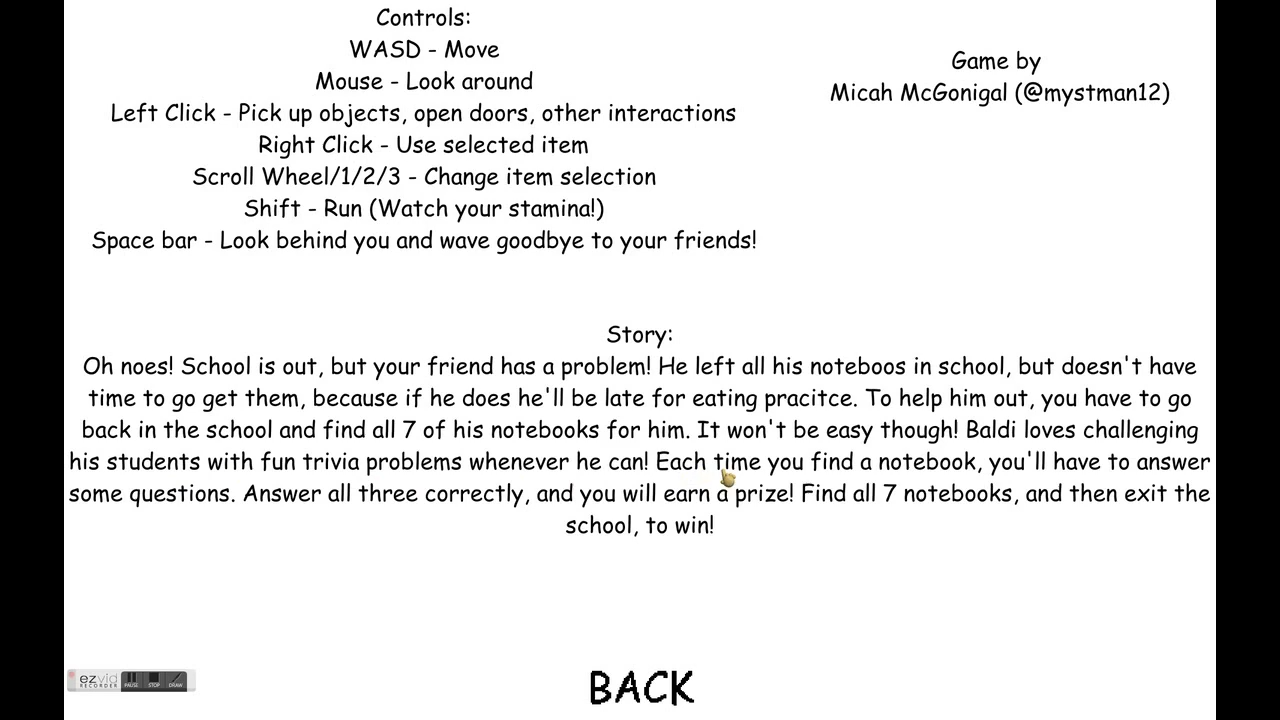 Controls:
WASD - Move
Mouse - Look around
Left Click - Pick up objects, open doors, other interactions
Right Click - Use selected item
Scroll Wheel/1/2/3 - Change item selection
Shift - Run (Watch your stamina!)
Space bar - Look behind you and wave goodbye to your friends!
Game by
Micah McGonigal (@mystman12)
Story:
Oh noes! School is out, but your friend has a problem! He left all his noteboos in school, but doesn't have
time to go get them, because if he does he'll be late for eating pracitce. To help him out, you have to go
back in the school and find all 7 of his notebooks for him. It won't be easy though! Baldi loves challenging
his students with fun trivia problems whenever he can! Each time you find a notebook, you'll have to answer
some questions. Answer all three correctly, and you will earn a prize! Find all 7 notebooks, and then exit the
school, to win!
ezvid
RECORDER
PAUSE
STOP
DRAW
BACK